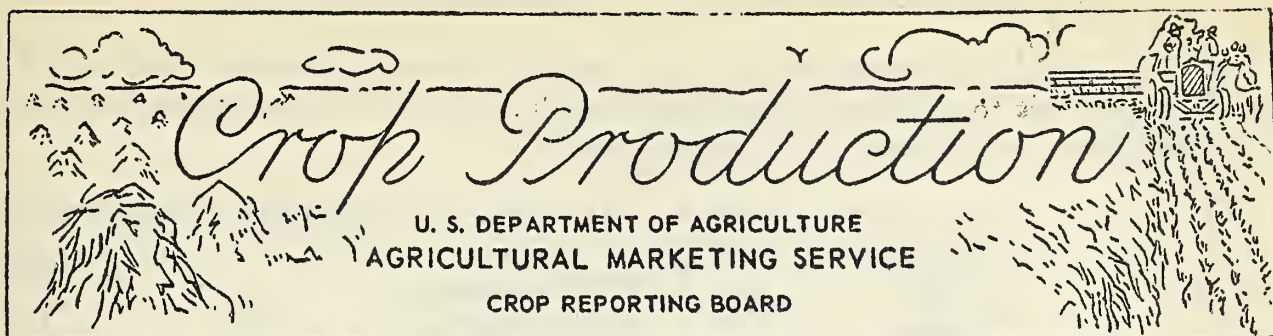 Crop Production
U. S. DEPARTMENT OF AGRICULTURE
AGRICULTURAL MARKETING SERVICE
CROP REPORTING BOARD